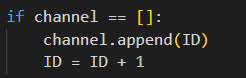 if channel == []:
    channel.append(ID)
    ID = ID + 1